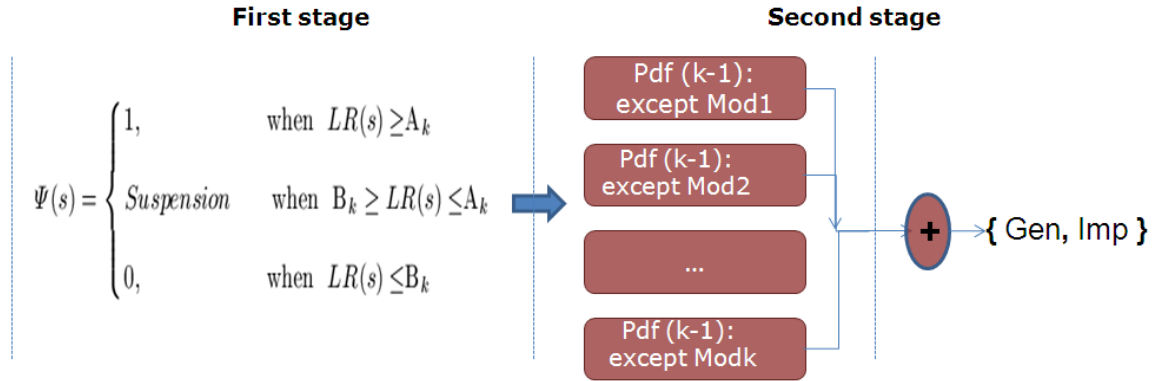 First stage
Second stage
Ψ(s) = { 1, when LR(s) ≥A_k
Suspension when B_k ≥ LR(s) ≤A_k
0, when LR(s) ≤B_k
Pdf (k-1):
except Mod1
Pdf (k-1):
except Mod2
...
Pdf (k-1):
except Modk
+
{ Gen, Imp }